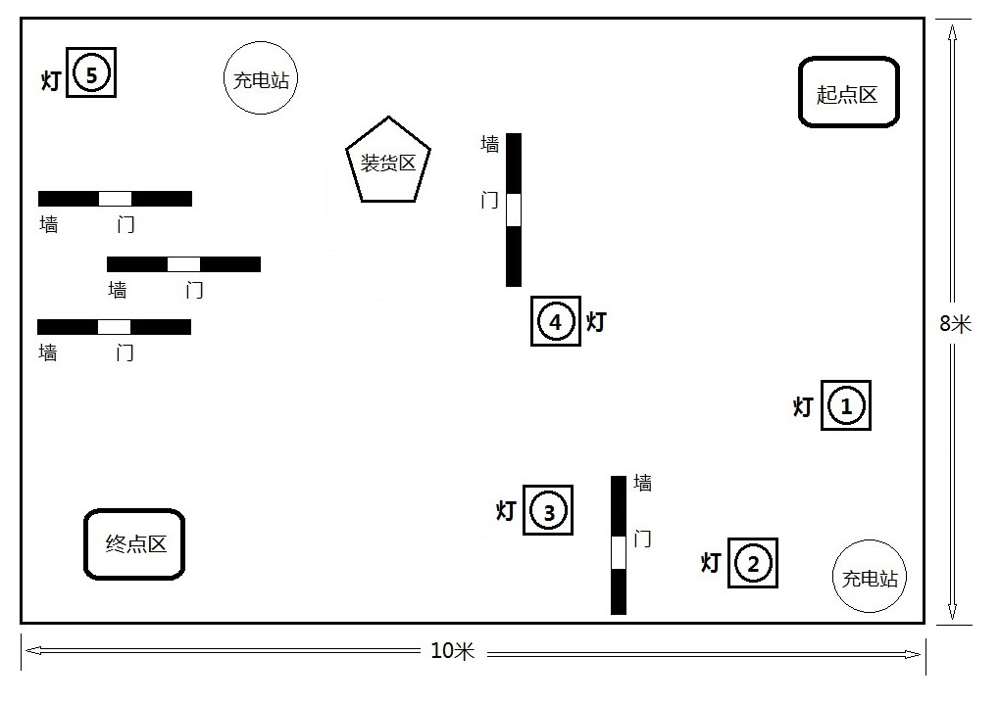 灯 5
充电站
起点区
装货区
墙
门
墙 门
墙 门
墙 门
4 灯
8米
灯 1
墙
灯 3
门
终点区
灯 2
充电站
10米